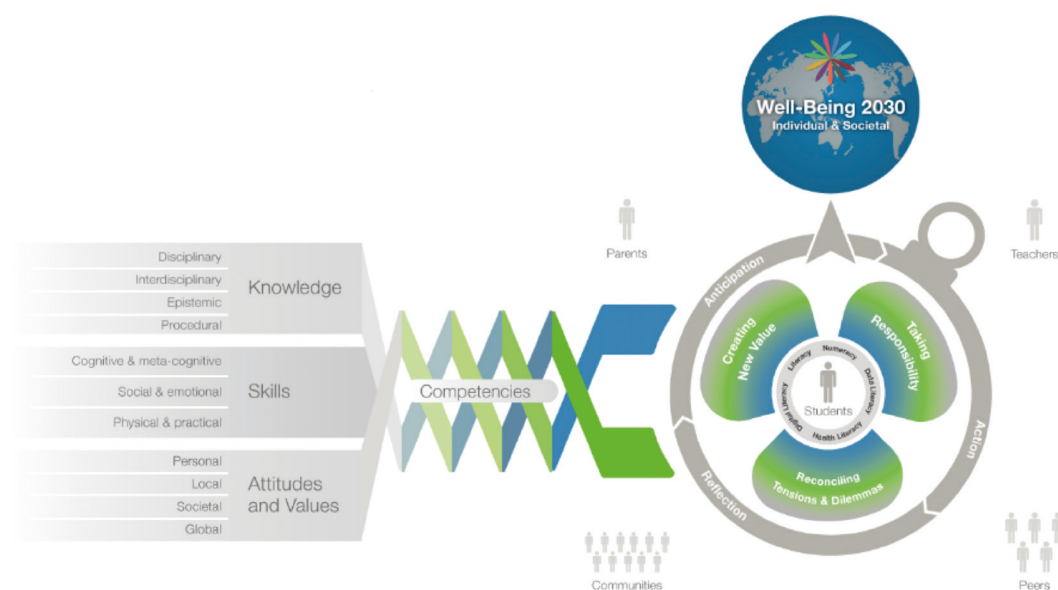 Well-Being 2030
Individual & Societal
Parents
Teachers
Disciplinary
Interdisciplinary
Epistemic
Procedural
Knowledge
Cognitive & meta-cognitive
Social & emotional
Physical & practical
Skills
Personal
Local
Societal
Global
Attitudes
and Values
Competencies
Anticipation
Action
Reflection
Creating
New Value
Taking
Responsibility
Reconciling
Tensions & Dilemmas
Literacy
Numeracy
Data Literacy
Health Literacy
Digital Literacy
Students
Communities
Peers